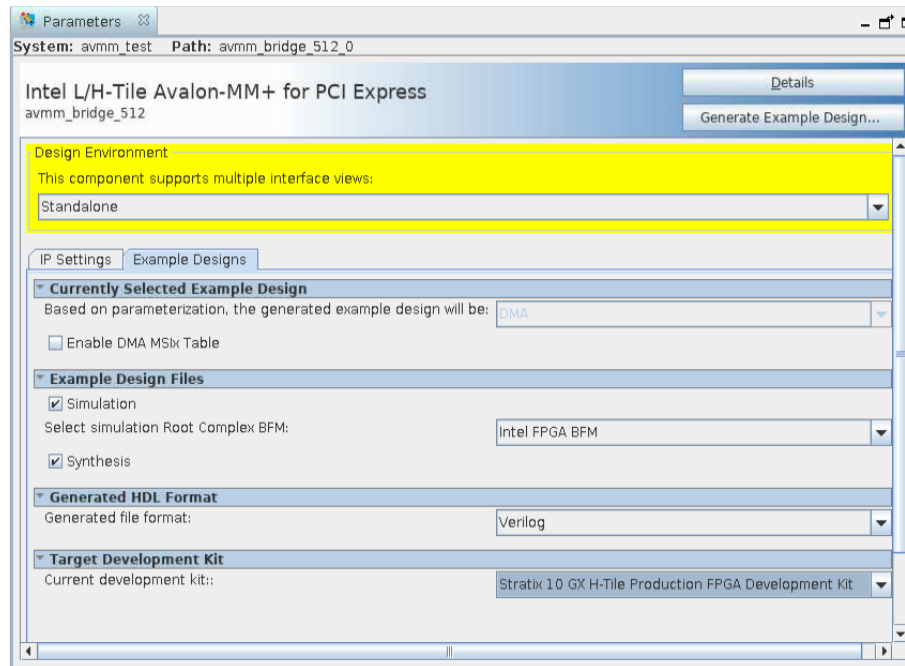 Parameters
System: avmm_test Path: avmm_bridge_512_0
Intel L/H-Tile Avalon-MM+ for PCI Express
avmm_bridge_512
Details
Generate Example Design...
Design Environment
This component supports multiple interface views:
Standalone
IP Settings Example Designs
Currently Selected Example Design
Based on parameterization, the generated example design will be: DMA
Enable DMA MSIx Table
Example Design Files
Simulation
Select simulation Root Complex BFM: Intel FPGA BFM
Synthesis
Generated HDL Format
Generated file format: Verilog
Target Development Kit
Current development kit:: Stratix 10 GX H-Tile Production FPGA Development Kit